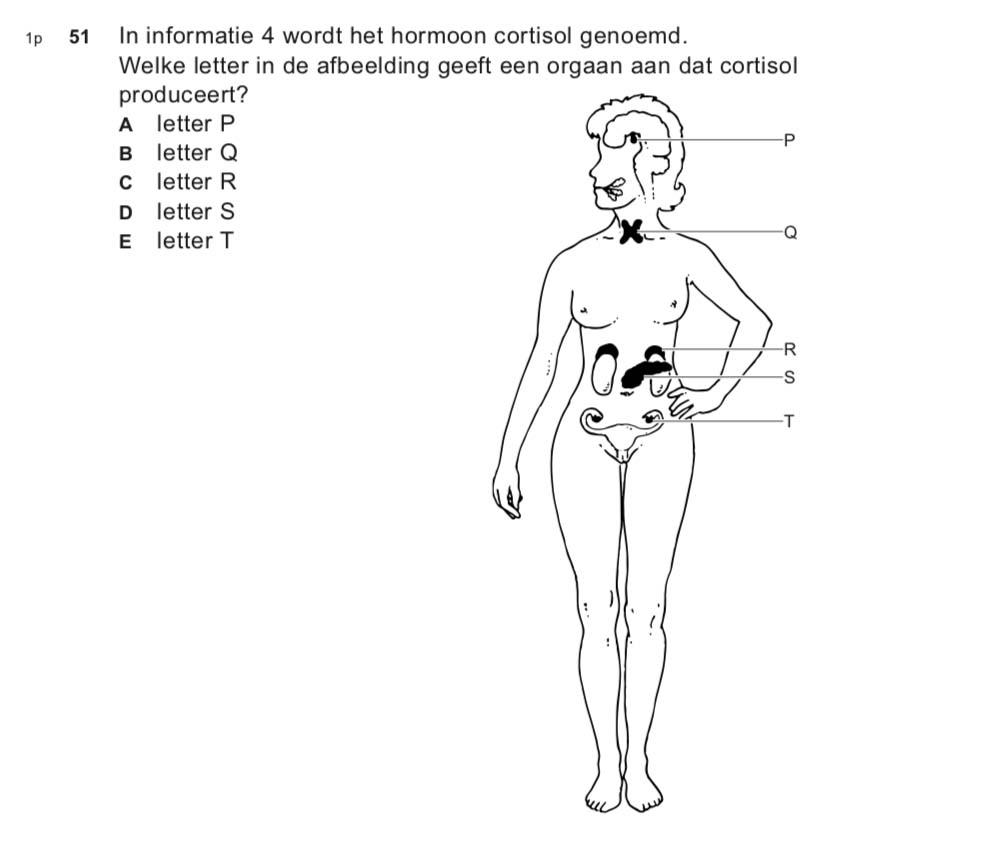 1p 51 In informatie 4 wordt het hormoon cortisol genoemd.
Welke letter in de afbeelding geeft een orgaan aan dat cortisol
produceert?
A letter P
B letter Q
C letter R
D letter S
E letter T
P
Q
R
S
T